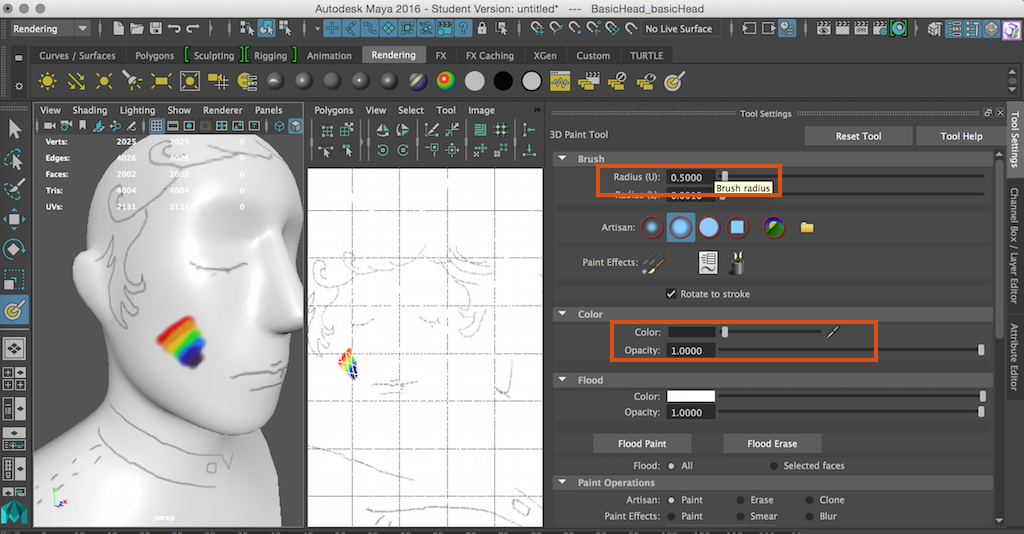 Autodesk Maya 2016 - Student Version: untitled*   ---   BasicHead_basicHead
Rendering
No Live Surface
Curves / Surfaces Polygons Sculpting Rigging Animation Rendering FX FX Caching XGen Custom TURTLE
View Shading Lighting Show Renderer Panels
Verts: 2025 2025 0
Edges: 4026 4026 0
Faces: 2002 2002 0
Tris: 4004 4004 0
UVs: 2131 2131 0
persp
Polygons View Select Tool Image
Tool Settings
3D Paint Tool
Reset Tool
Tool Help
Brush
Radius (U): 0.5000
Brush radius
Artisan:
Paint Effects:
Rotate to stroke
Color
Color:
Opacity: 1.0000
Flood
Color:
Opacity: 1.0000
Flood Paint Flood Erase
Flood: All Selected faces
Paint Operations
Artisan: Paint Erase Clone
Paint Effects: Paint Smear Blur
Tool Settings
Channel Box / Layer Editor
Attribute Editor